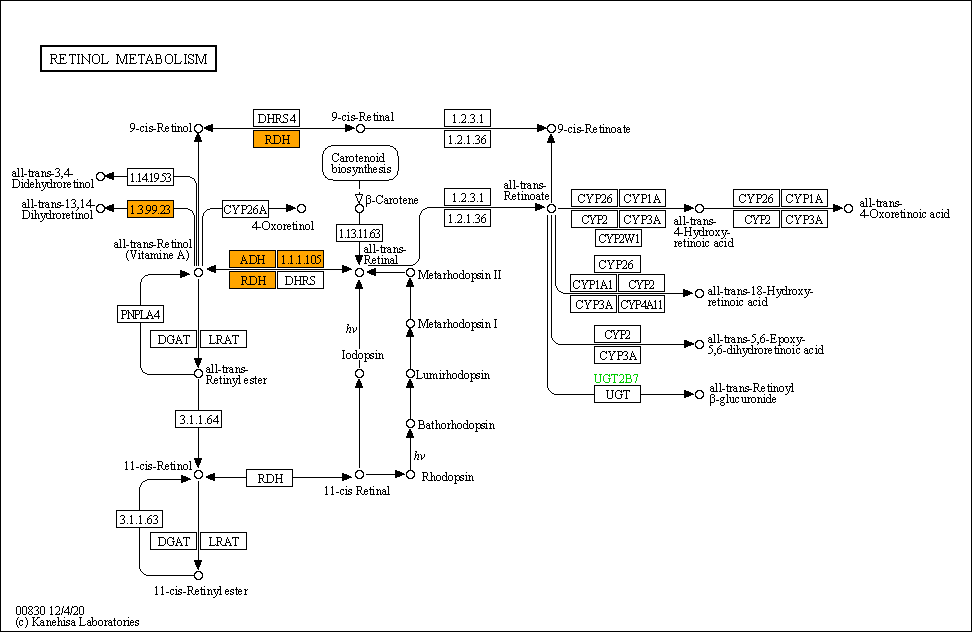 RETINOL METABOLISM
DHRS4
9-cis-Retinal
1.2.3.1
9-cis-Retinol
9-cis-Retinoate
RDH
1.2.1.36
Carotenoid
biosynthesis
all-trans-3,4-
Didehydroretinol
1.14.19.53
all-trans-
Retinoate
1.2.3.1
CYP26
CYP1A
CYP26
CYP1A
β-Carotene
all-trans-13,14-
Dihydroretinol
1.3.99.23
CYP26A
4-Oxoretinol
1.2.1.36
CYP2
CYP3A
CYP2
CYP3A
all-trans-
4-Oxoretinoic acid
all-trans-
4-Hydroxy-
retinoic acid
1.13.11.63
CYP2W1
all-trans-Retinol
(Vitamine A)
all-trans-
Retinal
ADH
1.1.1.105
RDH
DHRS
Metarhodopsin II
CYP26
CYP1A1
CYP2
CYP3A
CYP4A11
all-trans-18-Hydroxy-
retinoic acid
PNPLA4
hν
Metarhodopsin I
DGAT
LRAT
CYP2
CYP3A
all-trans-5,6-Epoxy-
5,6-dihydroretinoic acid
Iodopsin
all-trans-
Retinyl ester
Lumirhodopsin
UGT2B7
UGT
all-trans-Retinoyl
β-glucuronide
3.1.1.64
Bathorhodopsin
hν
11-cis-Retinol
RDH
11-cis Retinal
Rhodopsin
3.1.1.63
DGAT
LRAT
11-cis-Retinyl ester
00830 12/4/20
(c) Kanehisa Laboratories